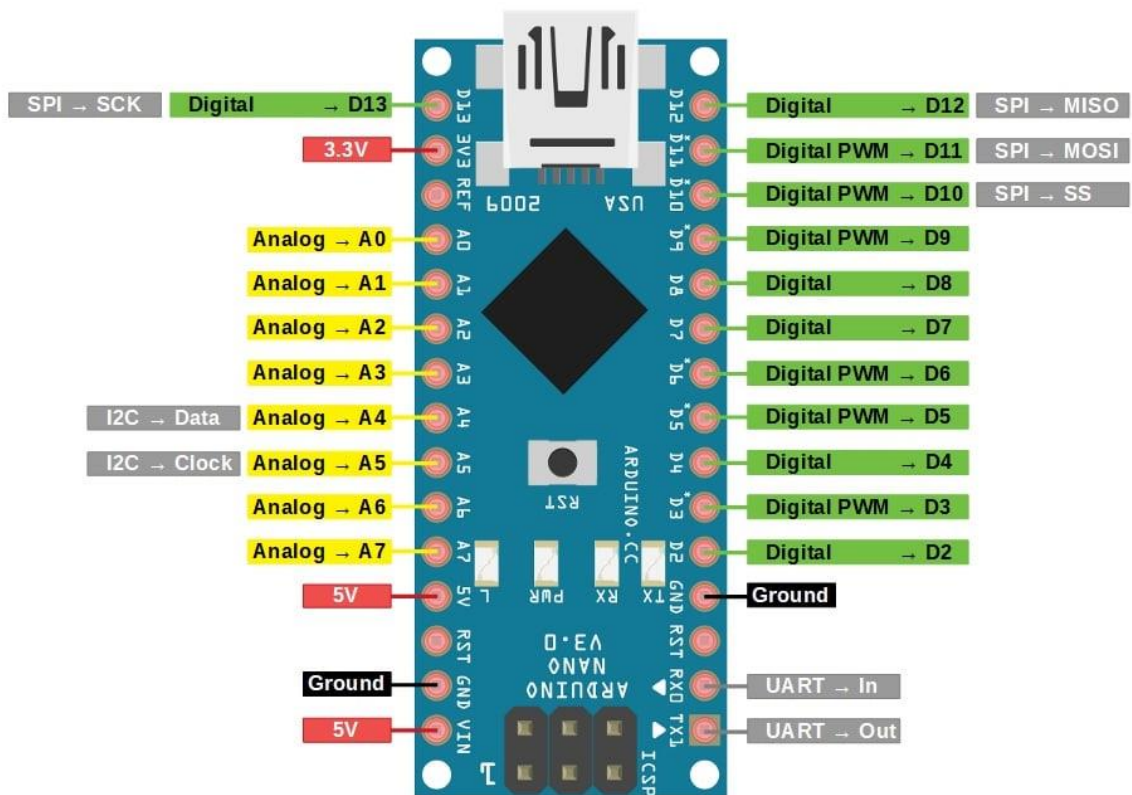 SPI → SCK Digital → D13
3.3V
Analog → A0
Analog → A1
Analog → A2
Analog → A3
I2C → Data Analog → A4
I2C → Clock Analog → A5
Analog → A6
Analog → A7
5V
Ground
5V
D13
3V3
REF
A0
A1
A2
A3
A4
A5
A6
A7
5V
RST
GND
VIN
2009 USA
RST
ARDUINO.CC
L PWR RX TX
V3.0
NANO
ARDUINO
1
ICSP
D12
D11*
D10*
D9*
D8
D7
D6*
D5*
D4
D3*
D2
GND
RST
RX0
TX1
Digital → D12 SPI → MISO
Digital PWM → D11 SPI → MOSI
Digital PWM → D10 SPI → SS
Digital PWM → D9
Digital → D8
Digital → D7
Digital PWM → D6
Digital PWM → D5
Digital → D4
Digital PWM → D3
Digital → D2
Ground
UART → In
UART → Out